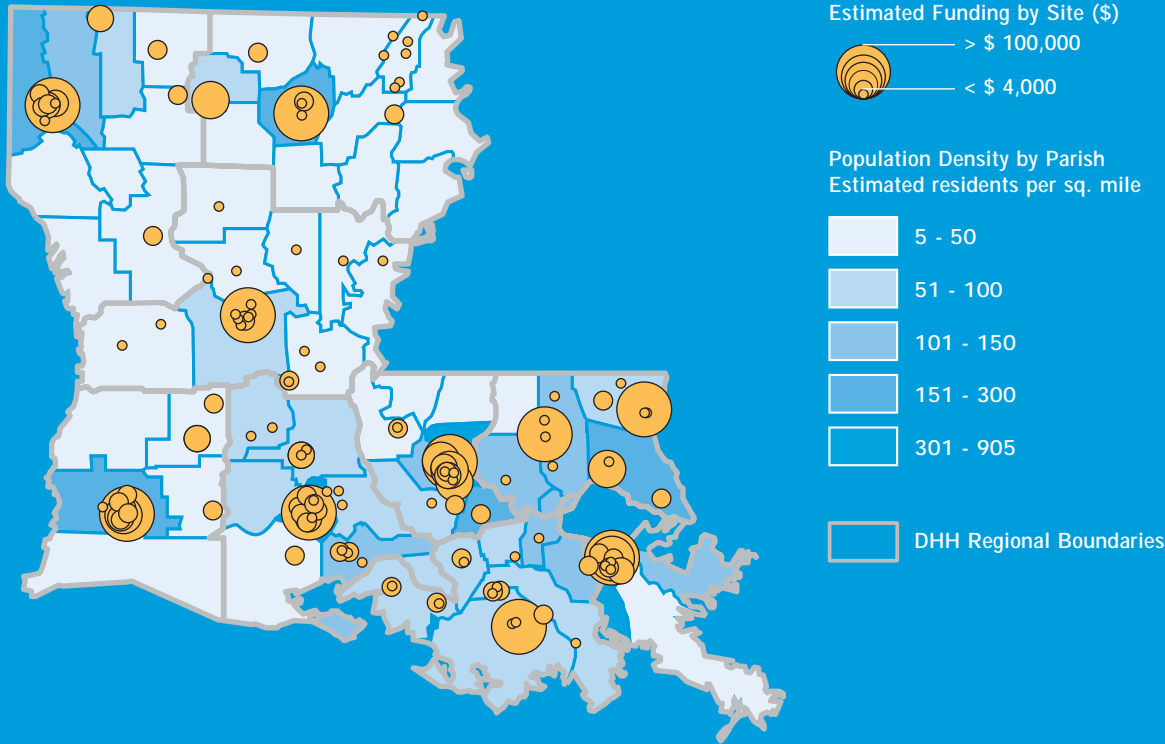 Estimated Funding by Site ($)
> $ 100,000
< $ 4,000
Population Density by Parish
Estimated residents per sq. mile
5 - 50
51 - 100
101 - 150
151 - 300
301 - 905
DHH Regional Boundaries